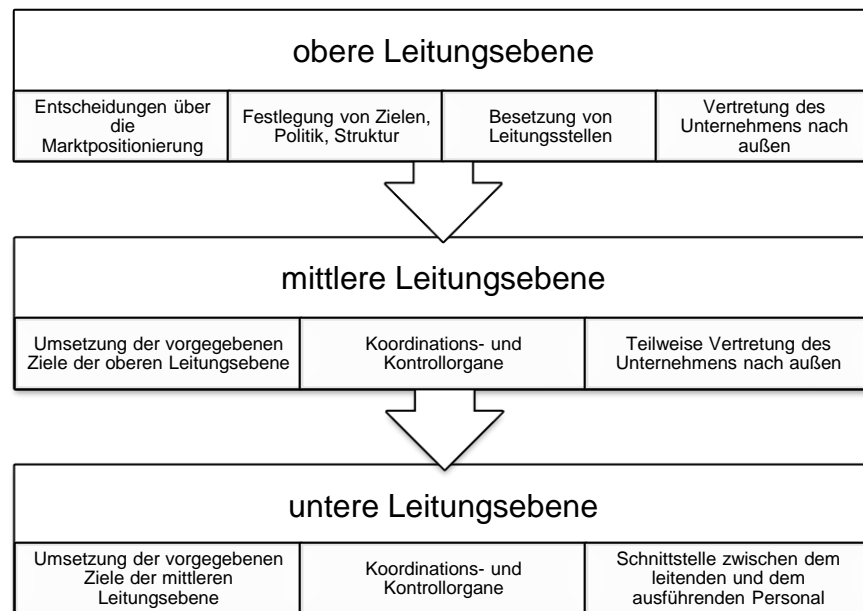 obere Leitungsebene
Entscheidungen über
die
Marktpositionierung
Festlegung von Zielen,
Politik, Struktur
Besetzung von
Leitungsstellen
Vertretung des
Unternehmens nach
außen
mittlere Leitungsebene
Umsetzung der vorgegebenen
Ziele der oberen Leitungsebene
Koordinations- und
Kontrollorgane
Teilweise Vertretung des
Unternehmens nach außen
untere Leitungsebene
Umsetzung der vorgegebenen
Ziele der mittleren
Leitungsebene
Koordinations- und
Kontrollorgane
Schnittstelle zwischen dem
leitenden und dem
ausführenden Personal